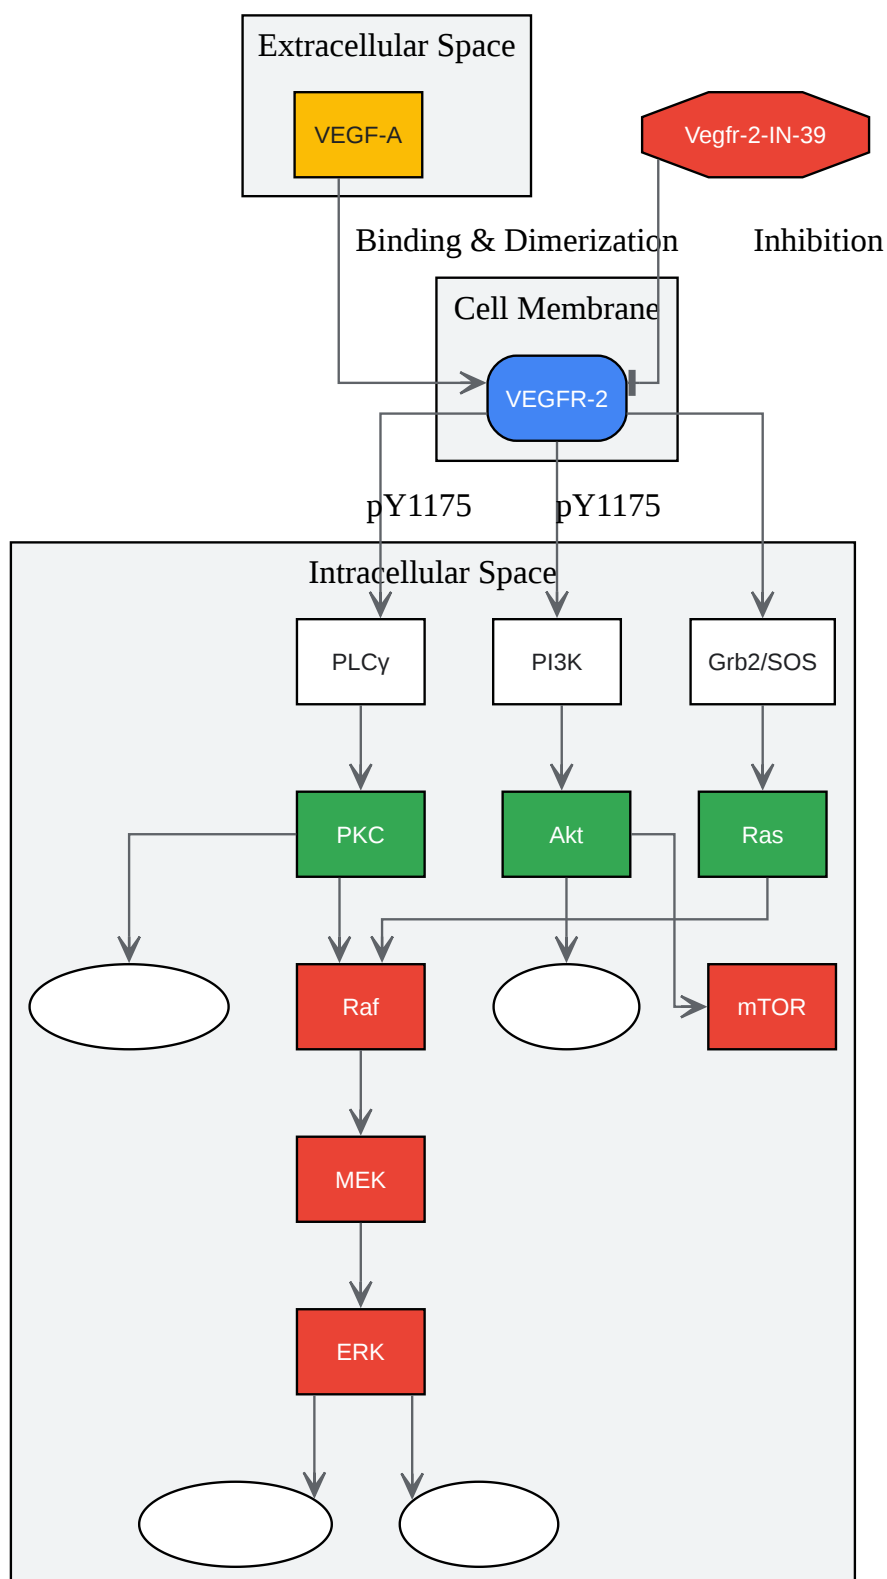 Extracellular Space
VEGF-A
Vegfr-2-IN-39
Binding & Dimerization
Inhibition
Cell Membrane
VEGFR-2
pY1175
pY1175
Intracellular Space
PLCγ
PI3K
Grb2/SOS
PKC
Akt
Ras
Raf
mTOR
MEK
ERK